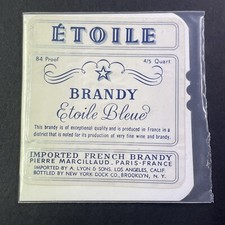 ÉTOILE
84 Proof 4/5 Quart
BRANDY
Etoile Bleue
This brandy is of exceptional quality and is produced in France in a
district that is noted for its production of very fine wine and brandy.
IMPORTED FRENCH BRANDY
PIERRE MARCILLAUD, PARIS-FRANCE
IMPORTED BY A. LYON & SONS, LOS ANGELES, CALIF.
BOTTLED BY NEW YORK DOCK CO., BROOKLYN, N.Y.